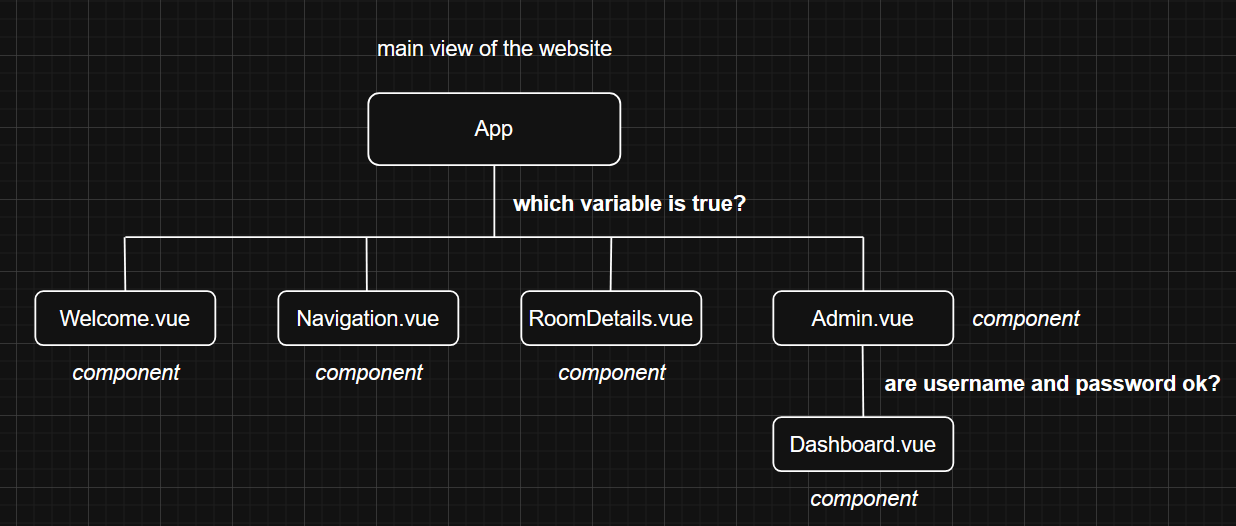 main view of the website
App
which variable is true?
Welcome.vue
Navigation.vue
RoomDetails.vue
Admin.vue
component
component
component
component
are username and password ok?
Dashboard.vue
component